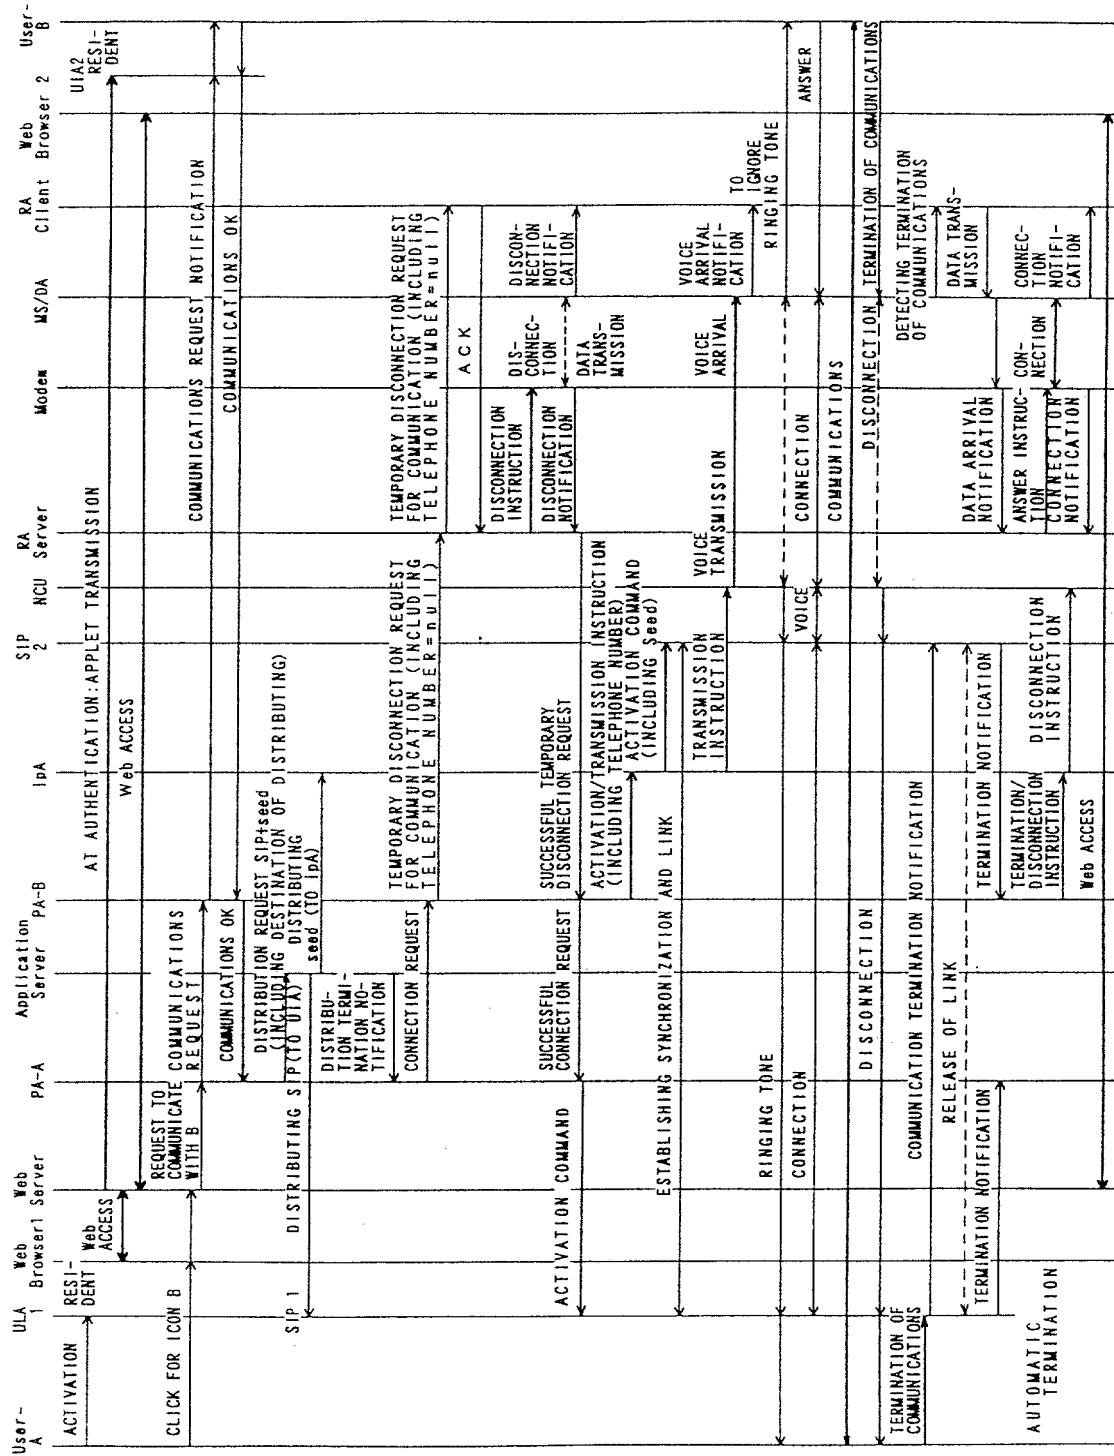 User-
A
ULA
1
Web
Browser1
Web
Server
PA-A
Application
Server
PA-B
IpA
SIP
2
NCU
RA
Server
Modem
MS/DA
RA
Client
Web
Browser 2
UIA2
RESI-
DENT
User-
B
ACTIVATION
RESI-
DENT
AT AUTHENTICATION:APPLET TRANSMISSION
Web
ACCESS
Web ACCESS
CLICK FOR ICON B
REQUEST TO
COMMUNICATE
WITH B
COMMUNICATIONS
REQUEST
COMMUNICATIONS REQUEST NOTIFICATION
COMMUNICATIONS OK
COMMUNICATIONS OK
DISTRIBUTION REQUEST SIP+seed
(INCLUDING DESTINATION OF DISTRIBUTING)
SIP 1
DISTRIBUTING SIP(TO UIA)
DISTRIBUTING
seed (TO IpA)
DISTRIBU-
TION TERMI-
NATION NO-
TIFICATION
CONNECTION REQUEST
TEMPORARY DISCONNECTION REQUEST
FOR COMMUNICATION (INCLUDING
TELEPHONE NUMBER=null)
TEMPORARY DISCONNECTION REQUEST
FOR COMMUNICATION (INCLUDING
TELEPHONE NUMBER=null)
ACK
DISCONNECTION
INSTRUCTION
DIS-
CONNEC-
TION
DISCONNECTION
NOTIFICATION
DATA
TRANS-
MISSION
DISCON-
NECTION
NOTIFI-
CATION
ACTIVATION COMMAND
SUCCESSFUL
CONNECTION REQUEST
SUCCESSFUL TEMPORARY
DISCONNECTION REQUEST
ACTIVATION/TRANSMISSION INSTRUCTION
(INCLUDING TELEPHONE NUMBER)
ACTIVATION COMMAND
(INCLUDING Seed)
ESTABLISHING SYNCHRONIZATION AND LINK
TRANSMISSION
INSTRUCTION
VOICE
TRANSMISSION
VOICE
ARRIVAL
VOICE
ARRIVAL
NOTIFI-
CATION
TO
IGNORE
RINGING TONE
RINGING TONE
CONNECTION
VOICE
CONNECTION
ANSWER
COMMUNICATIONS
DISCONNECTION
DISCONNECTION
TERMINATION OF COMMUNICATIONS
TERMINATION OF
COMMUNICATIONS
COMMUNICATION TERMINATION NOTIFICATION
DETECTING TERMINATION
OF COMMUNICATIONS
RELEASE OF LINK
DATA TRANS-
MISSION
TERMINATION NOTIFICATION
TERMINATION NOTIFICATION
DATA ARRIVAL
NOTIFICATION
ANSWER INSTRUC-
TION
CON-
NECTION
CONNECTION
NOTIFICATION
CONNEC-
TION
NOTIFI-
CATION
AUTOMATIC
TERMINATION
TERMINATION/
DISCONNECTION
INSTRUCTION
DISCONNECTION
INSTRUCTION
Web ACCESS